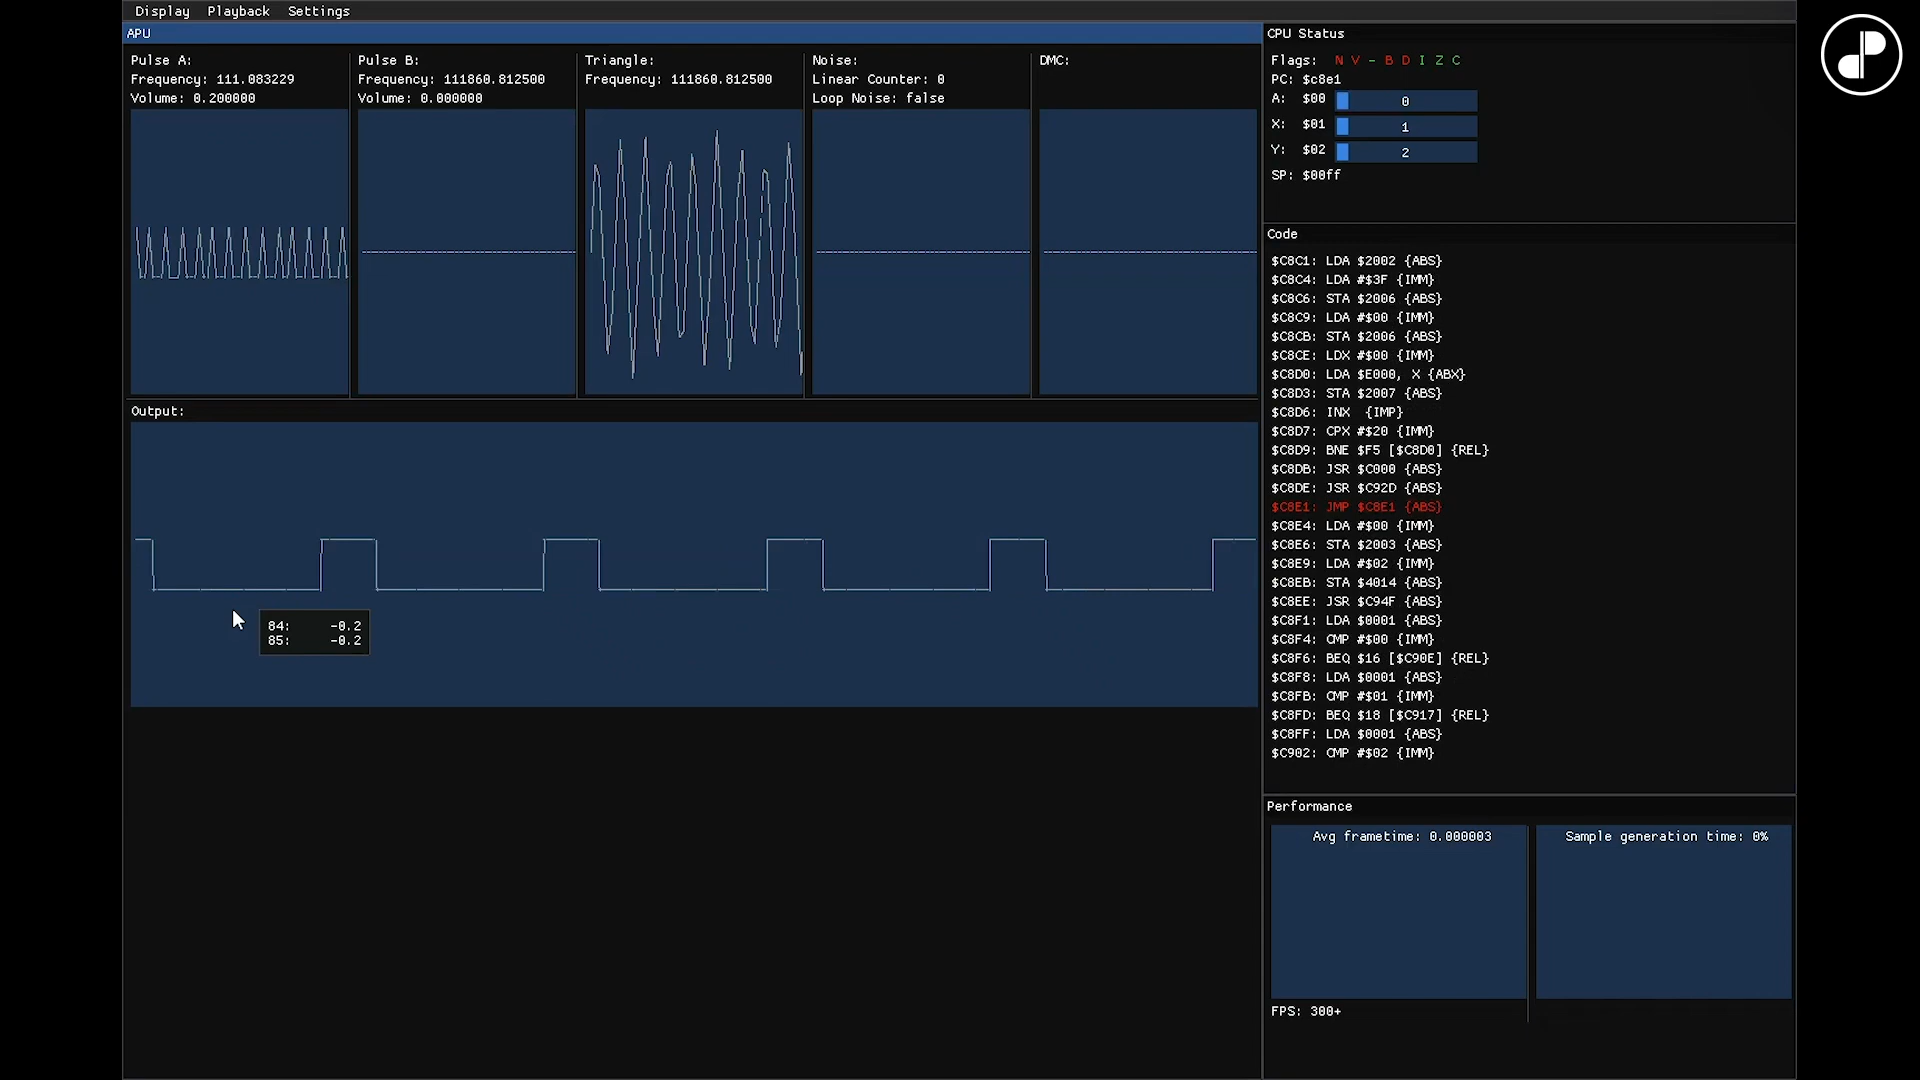 Display Playback Settings
APU
Pulse A:
Frequency: 111.083229
Volume: 0.200000
Pulse B:
Frequency: 111860.812500
Volume: 0.000000
Triangle:
Frequency: 111860.812500
Noise:
Linear Counter: 0
Loop Noise: false
DMC:
Output:
84: -0.2
85: -0.2
CPU Status
Flags: N V - B D I Z C
PC: $c8e1
A: $00 0
X: $01 1
Y: $02 2
SP: $00ff
Code
$C8C1: LDA $2002 {ABS}
$C8C4: LDA #$3F {IMM}
$C8C6: STA $2006 {ABS}
$C8C9: LDA #$00 {IMM}
$C8CB: STA $2006 {ABS}
$C8CE: LDX #$00 {IMM}
$C8D0: LDA $E000, X {ABX}
$C8D3: STA $2007 {ABS}
$C8D6: INX {IMP}
$C8D7: CPX #$20 {IMM}
$C8D9: BNE $F5 [$C8D0] {REL}
$C8DB: JSR $C000 {ABS}
$C8DE: JSR $C92D {ABS}
$C8E1: JMP $C8E1 {ABS}
$C8E4: LDA #$00 {IMM}
$C8E6: STA $2003 {ABS}
$C8E9: LDA #$02 {IMM}
$C8EB: STA $4014 {ABS}
$C8EE: JSR $C94F {ABS}
$C8F1: LDA $0001 {ABS}
$C8F4: CMP #$00 {IMM}
$C8F6: BEQ $16 [$C90E] {REL}
$C8F8: LDA $0001 {ABS}
$C8FB: CMP #$01 {IMM}
$C8FD: BEQ $18 [$C917] {REL}
$C8FF: LDA $0001 {ABS}
$C902: CMP #$02 {IMM}
Performance
Avg frametime: 0.000003
Sample generation time: 0%
FPS: 300+